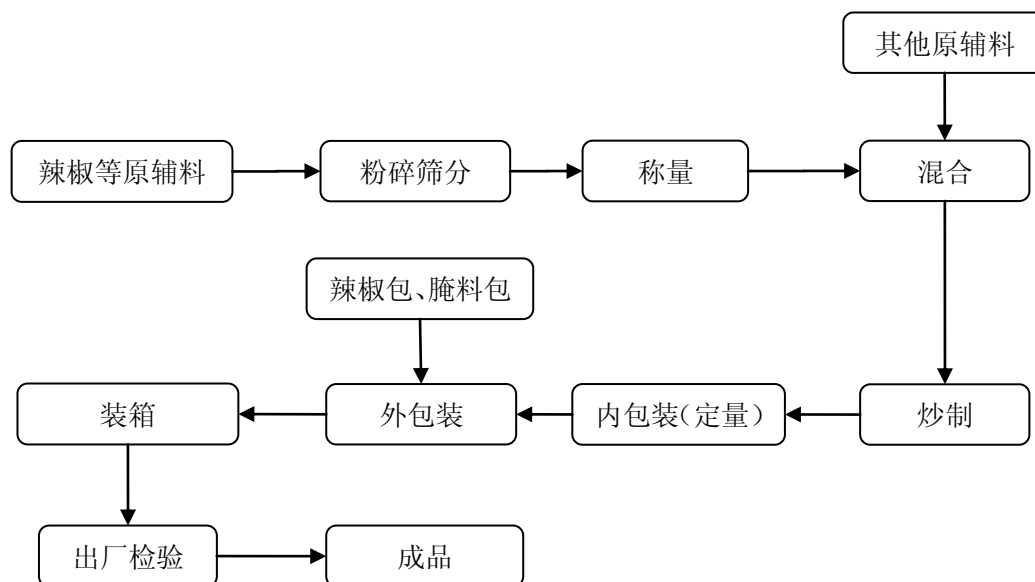 其他原辅料
辣椒等原辅料
粉碎筛分
称量
混合
辣椒包、腌料包
装箱
外包装
内包装(定量)
炒制
出厂检验
成品